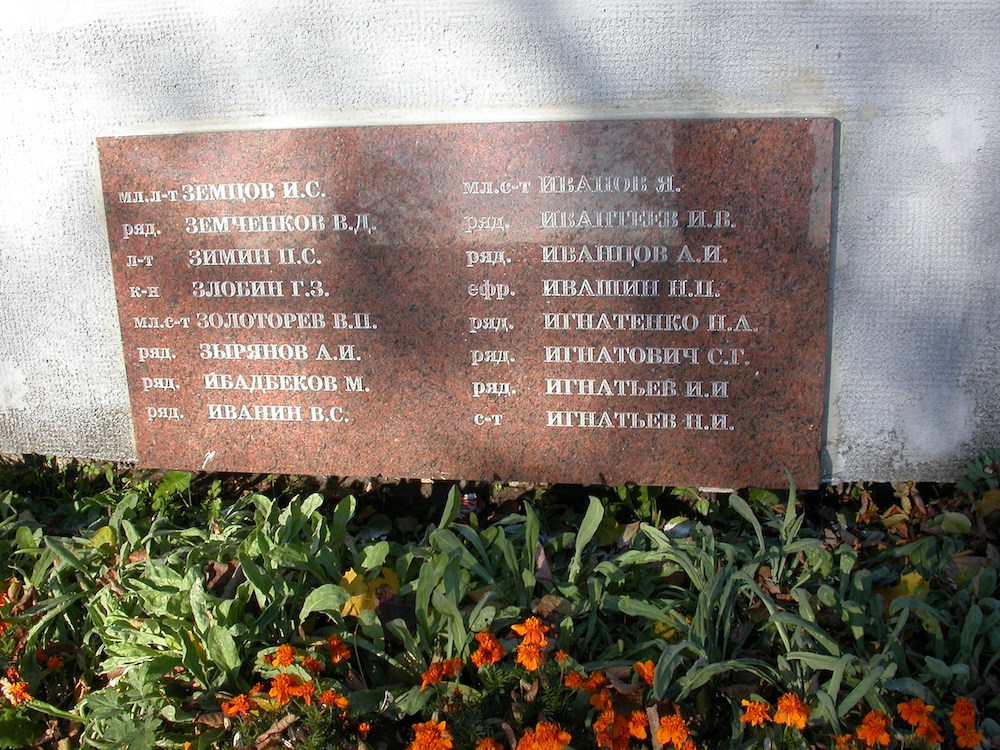 мл.л-т ЗЕМЦОВ И.С.
ряд. ЗЕМЧЕНКОВ В.Д.
л-т ЗИМИН П.С.
к-н ЗЛОБИН Г.З.
мл.с-т ЗОЛОТОРЕВ В.П.
ряд. ЗЫРЯНОВ А.И.
ряд. ИБАДБЕКОВ М.
ряд. ИВАНИН В.С.
мл.с-т ИВАНОВ Я.
ряд. ИВАНТЕЕВ И.В.
ряд. ИВАНЦОВ А.И.
ефр. ИВАШИН Н.Ц.
ряд. ИГНАТЕНКО Н.А.
ряд. ИГНАТОВИЧ С.Г.
ряд. ИГНАТЬЕВ И.И
с-т ИГНАТЬЕВ Н.И.